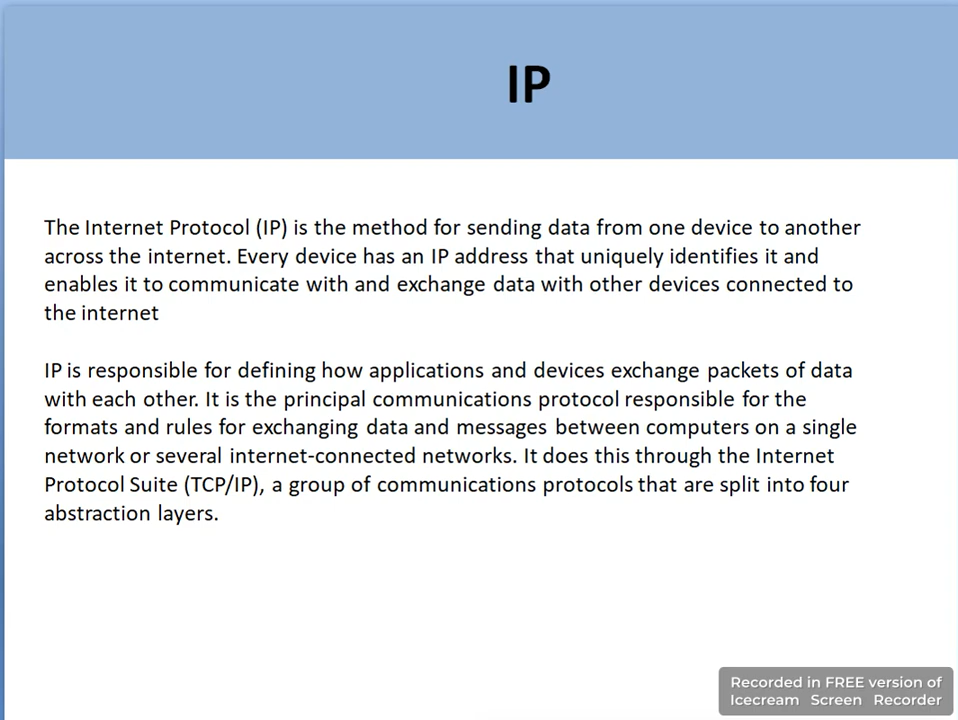 IP
The Internet Protocol (IP) is the method for sending data from one device to another
across the internet. Every device has an IP address that uniquely identifies it and
enables it to communicate with and exchange data with other devices connected to
the internet
IP is responsible for defining how applications and devices exchange packets of data
with each other. It is the principal communications protocol responsible for the
formats and rules for exchanging data and messages between computers on a single
network or several internet-connected networks. It does this through the Internet
Protocol Suite (TCP/IP), a group of communications protocols that are split into four
abstraction layers.
Recorded in FREE version of
Icecream Screen Recorder